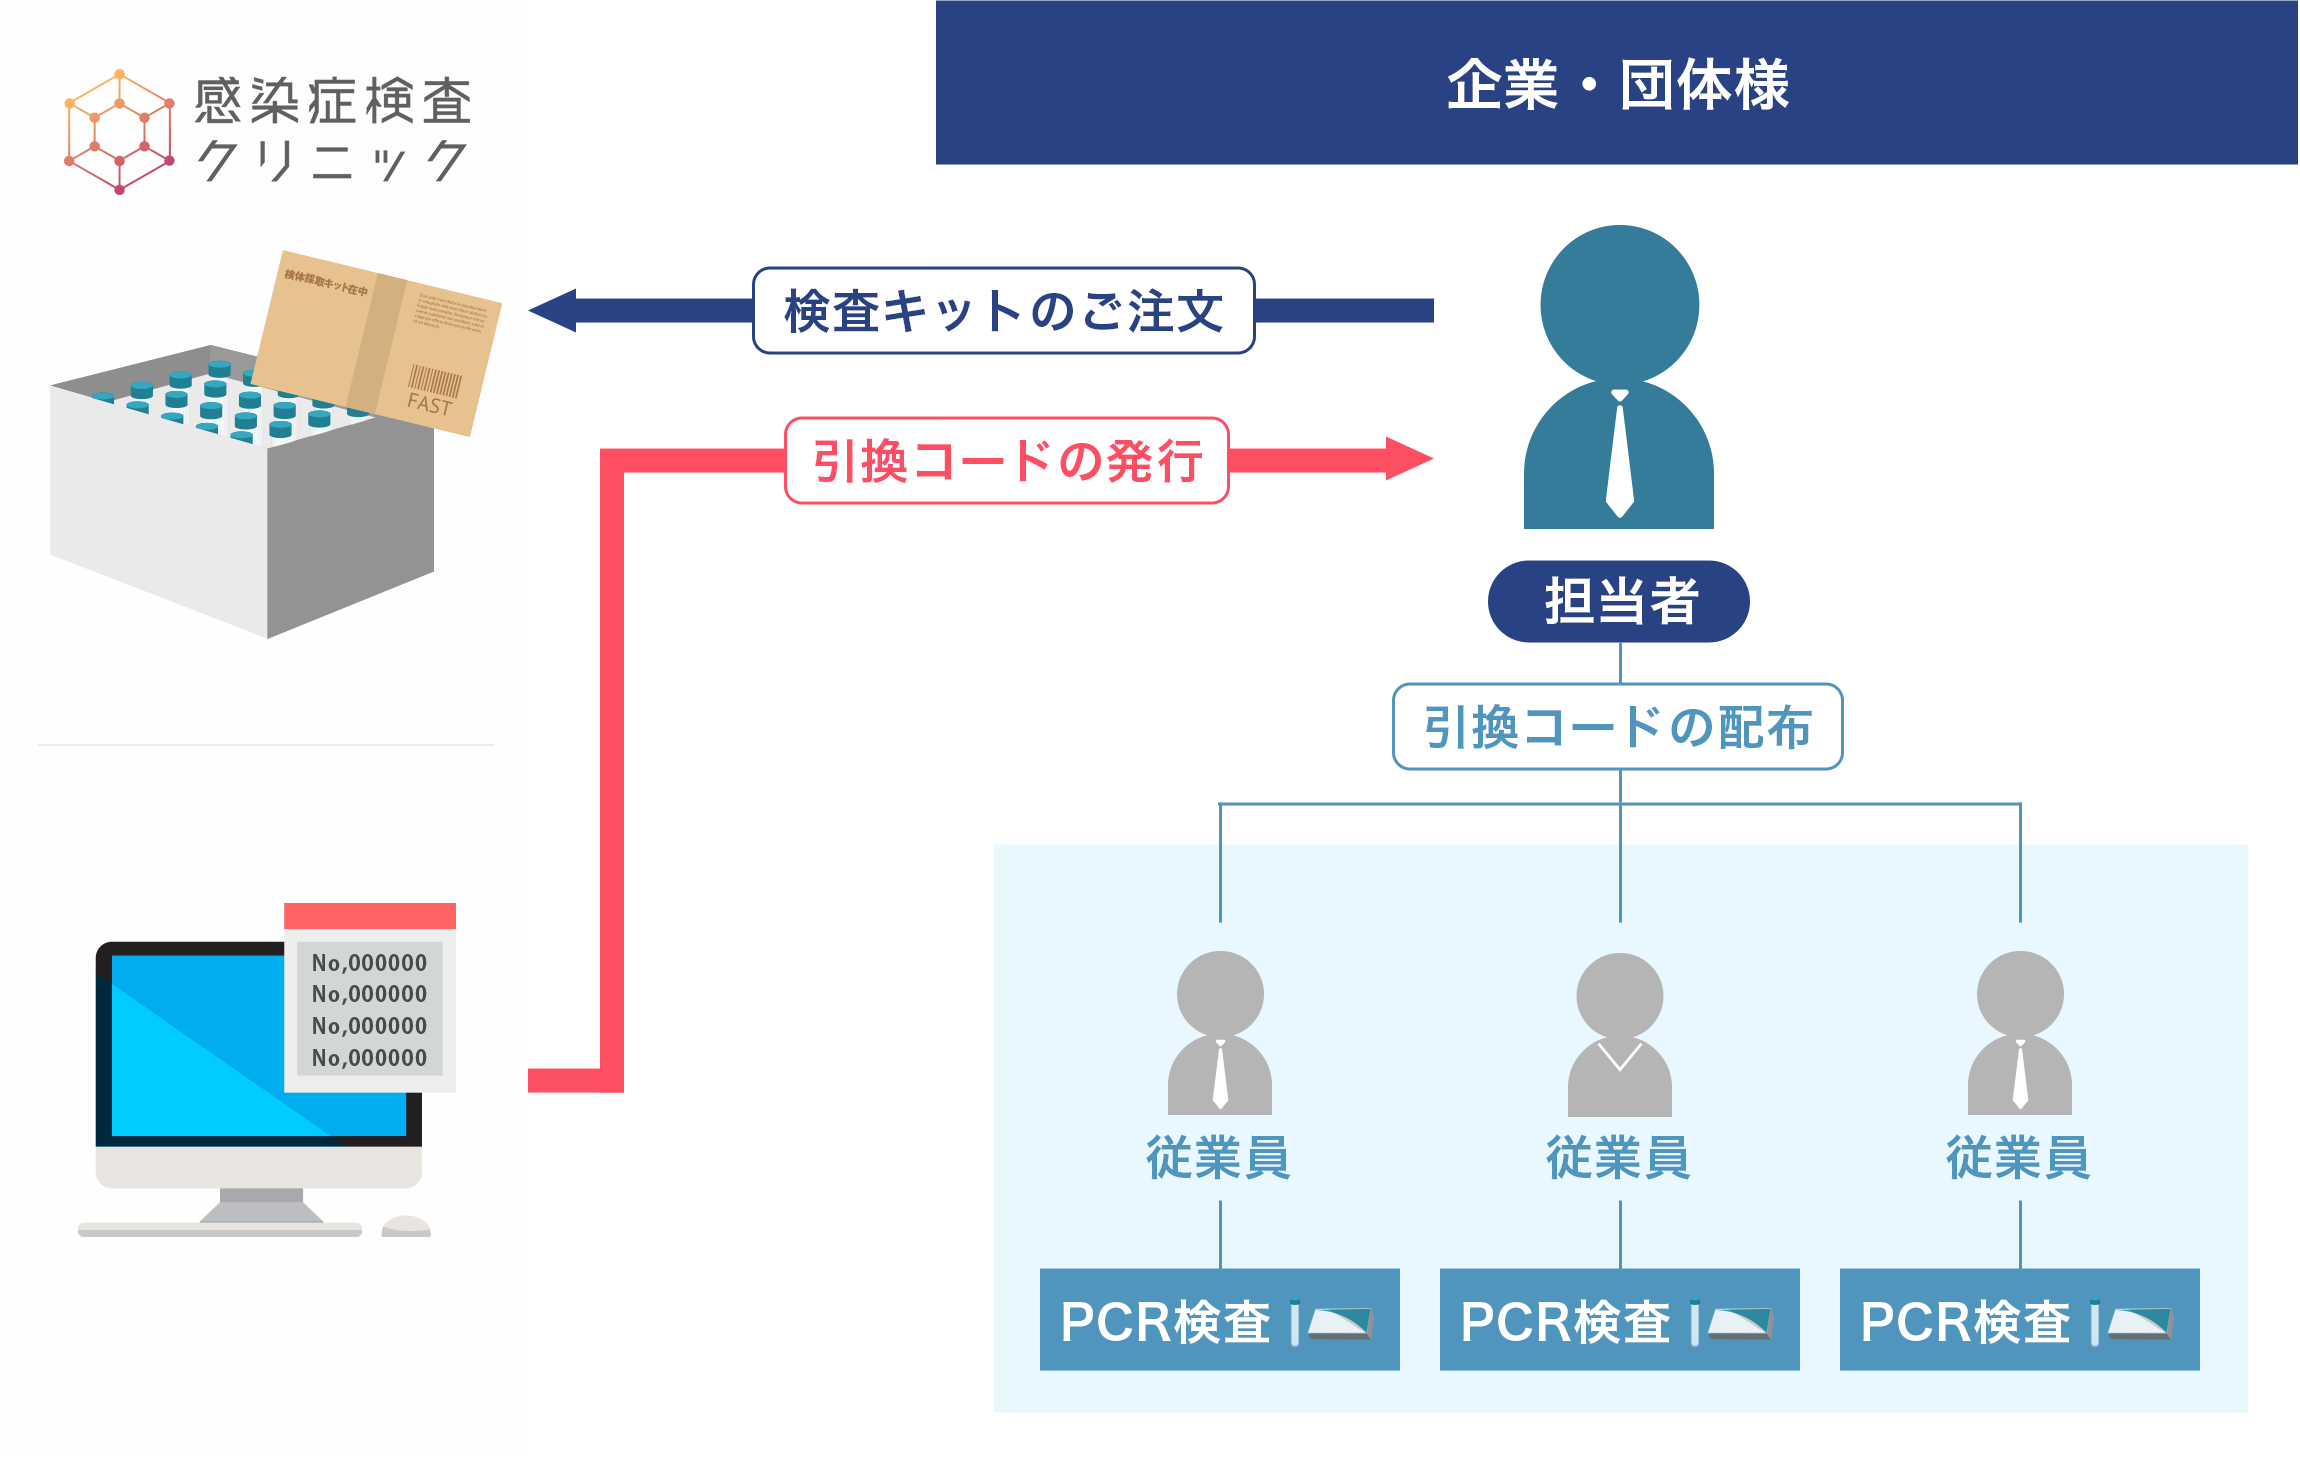 感染症検査
クリニック
企業・団体様
検体採取キット在中
FAST
検査キットのご注文
引換コードの発行
担当者
引換コードの配布
No,000000
No,000000
No,000000
No,000000
従業員
従業員
従業員
PCR検査
PCR検査
PCR検査